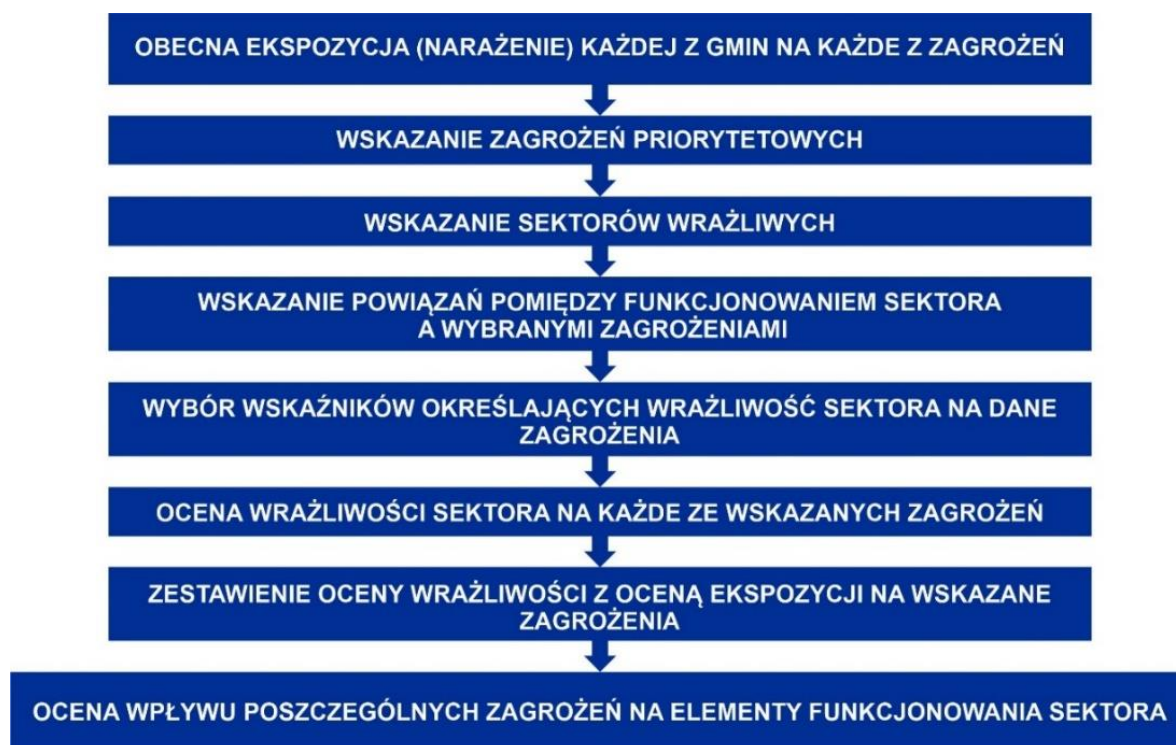 OBECNA EKSPOZYCJA (NARAŻENIE) KAŻDEJ Z GMIN NA KAŻDE Z ZAGROŻEŃ
WSKAZANIE ZAGROŻEŃ PRIORYTETOWYCH
WSKAZANIE SEKTORÓW WRAŻLIWYCH
WSKAZANIE POWIĄZAŃ POMIĘDZY FUNKCJONOWANIEM SEKTORA
A WYBRANYMI ZAGROŻENIAMI
WYBÓR WSKAŹNIKÓW OKREŚLAJĄCYCH WRAŻLIWOŚĆ SEKTORA NA DANE
ZAGROŻENIA
OCENA WRAŻLIWOŚCI SEKTORA NA KAŻDE ZE WSKAZANYCH ZAGROŻEŃ
ZESTAWIENIE OCENY WRAŻLIWOŚCI Z OCENĄ EKSPOZYCJI NA WSKAZANE
ZAGROŻENIA
OCENA WPŁYWU POSZCZEGÓLNYCH ZAGROŻEŃ NA ELEMENTY FUNKCJONOWANIA SEKTORA